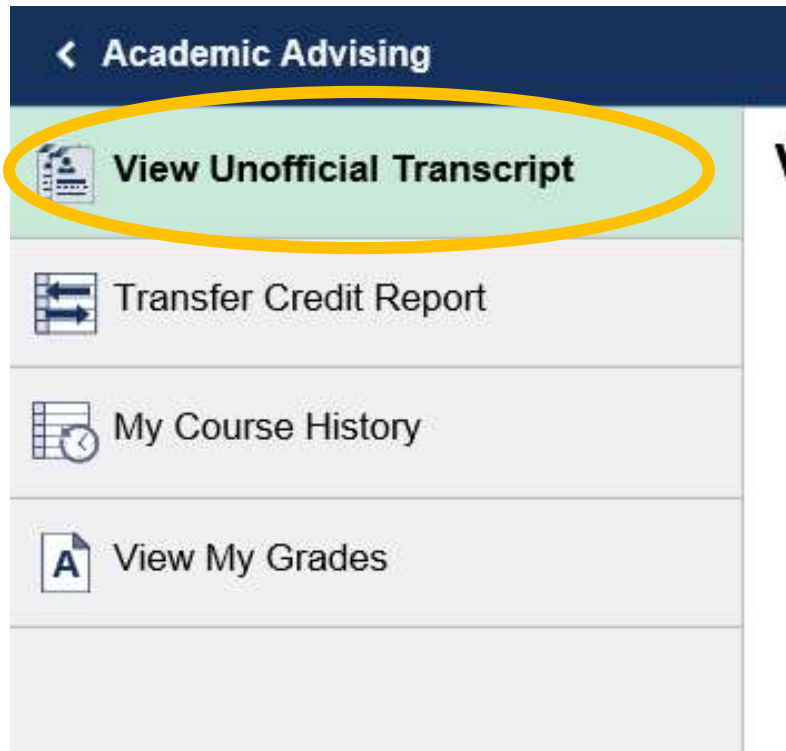 Academic Advising
View Unofficial Transcript
Transfer Credit Report
My Course History
A View My Grades